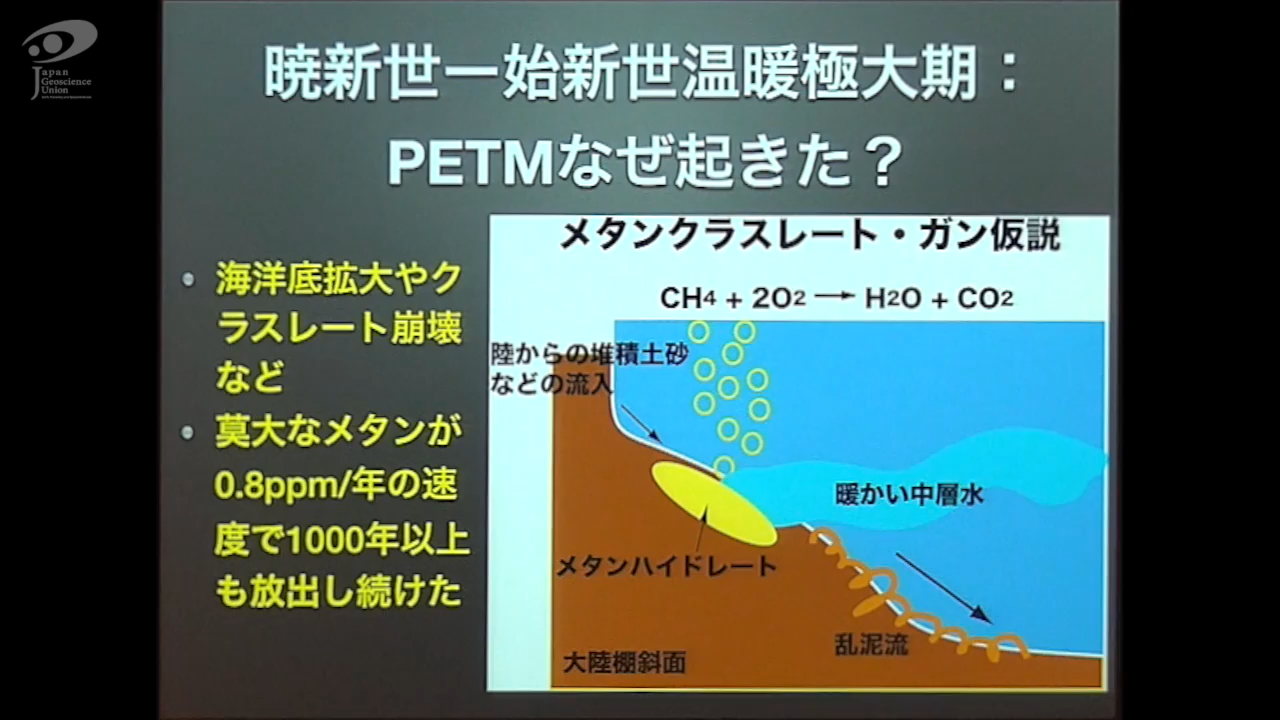 Japan
Geoscience
Union
暁新世ー始新世温暖極大期：
PETMなぜ起きた？
海洋底拡大やク
ラスレート崩壊
など
莫大なメタンが
0.8ppm/年の速
度で1000年以上
も放出し続けた
メタンクラスレート・ガン仮説
CH4 + 2O2 → H2O + CO2
陸からの堆積土砂
などの流入
暖かい中層水
メタンハイドレート
乱泥流
大陸棚斜面